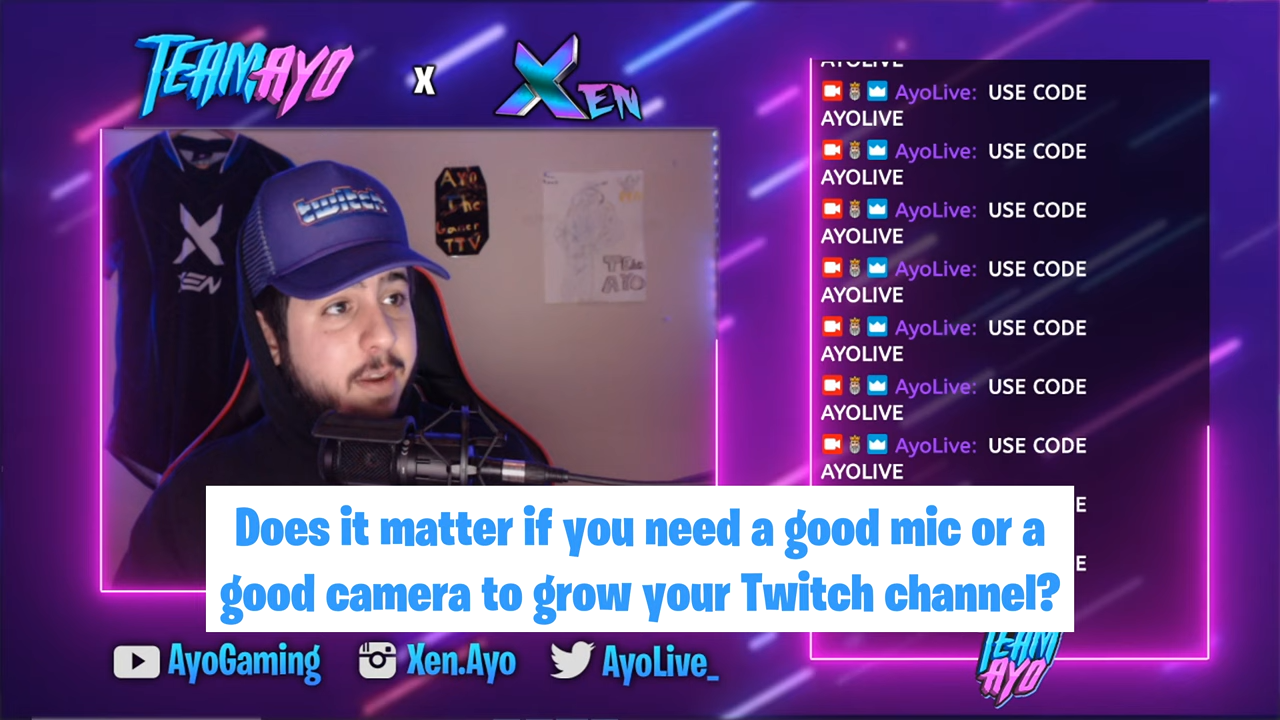 TEAMAYO X XEN
AYOLIVE
AyoLive: USE CODE
AYOLIVE
AyoLive: USE CODE
AYOLIVE
AyoLive: USE CODE
AYOLIVE
AyoLive: USE CODE
AYOLIVE
AyoLive: USE CODE
AYOLIVE
AyoLive: USE CODE
AYOLIVE
AyoLive: USE CODE
AYOLIVE
twitch
XEN
Ayo
The
Gamer
TTV
TEAM
AYO
Does it matter if you need a good mic or a
good camera to grow your Twitch channel?
AyoGaming Xen.Ayo AyoLive_
TEAM
AYO